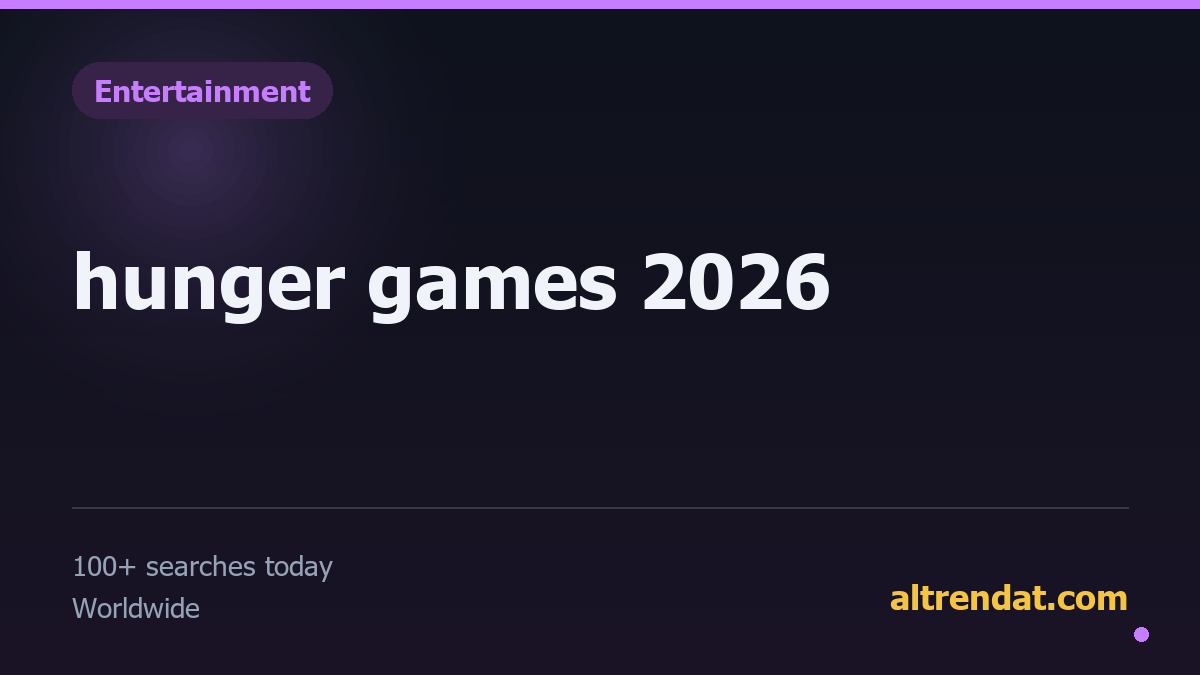 Entertainment
hunger games 2026
100+ searches today
Worldwide
altrendat.com